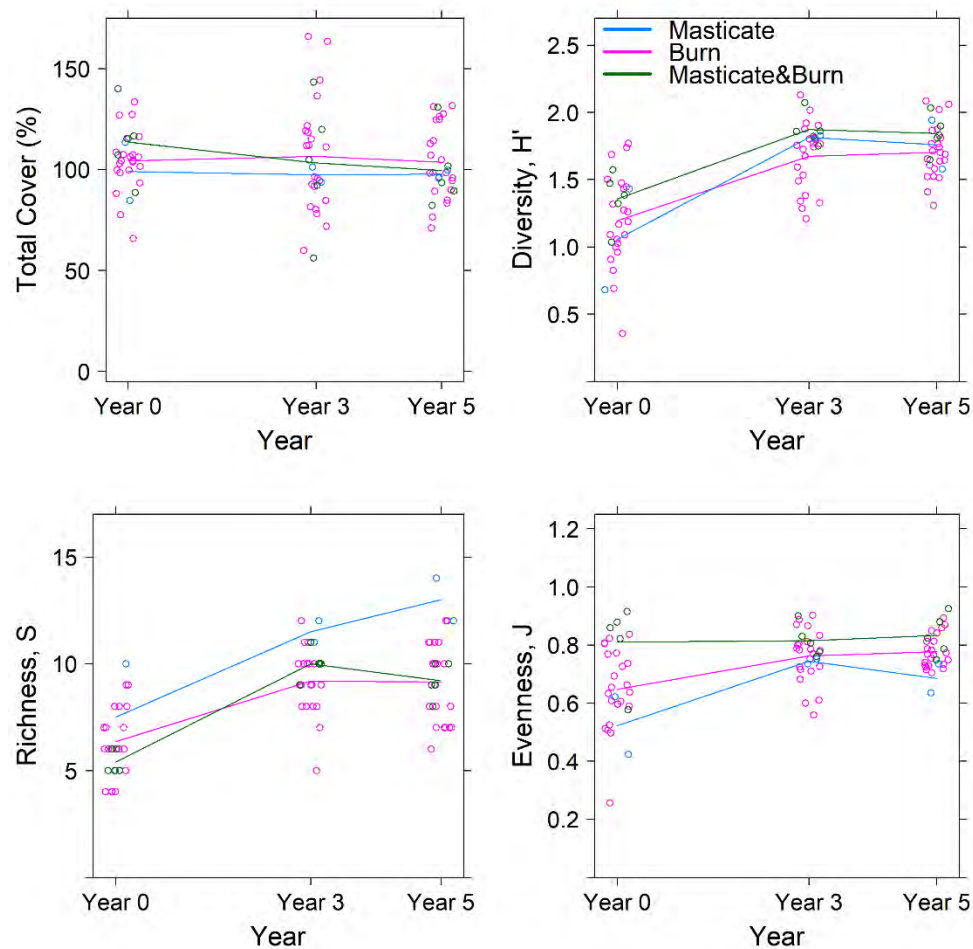 Total Cover (%)
150
100
50
0
Year 0 Year 3 Year 5
Year
Diversity, H'
2.5
2.0
1.5
1.0
0.5
Masticate
Burn
Masticate&Burn
Year 0 Year 3 Year 5
Year
Richness, S
15
10
5
Year 0 Year 3 Year 5
Year
Evenness, J
1.2
1.0
0.8
0.6
0.4
0.2
Year 0 Year 3 Year 5
Year